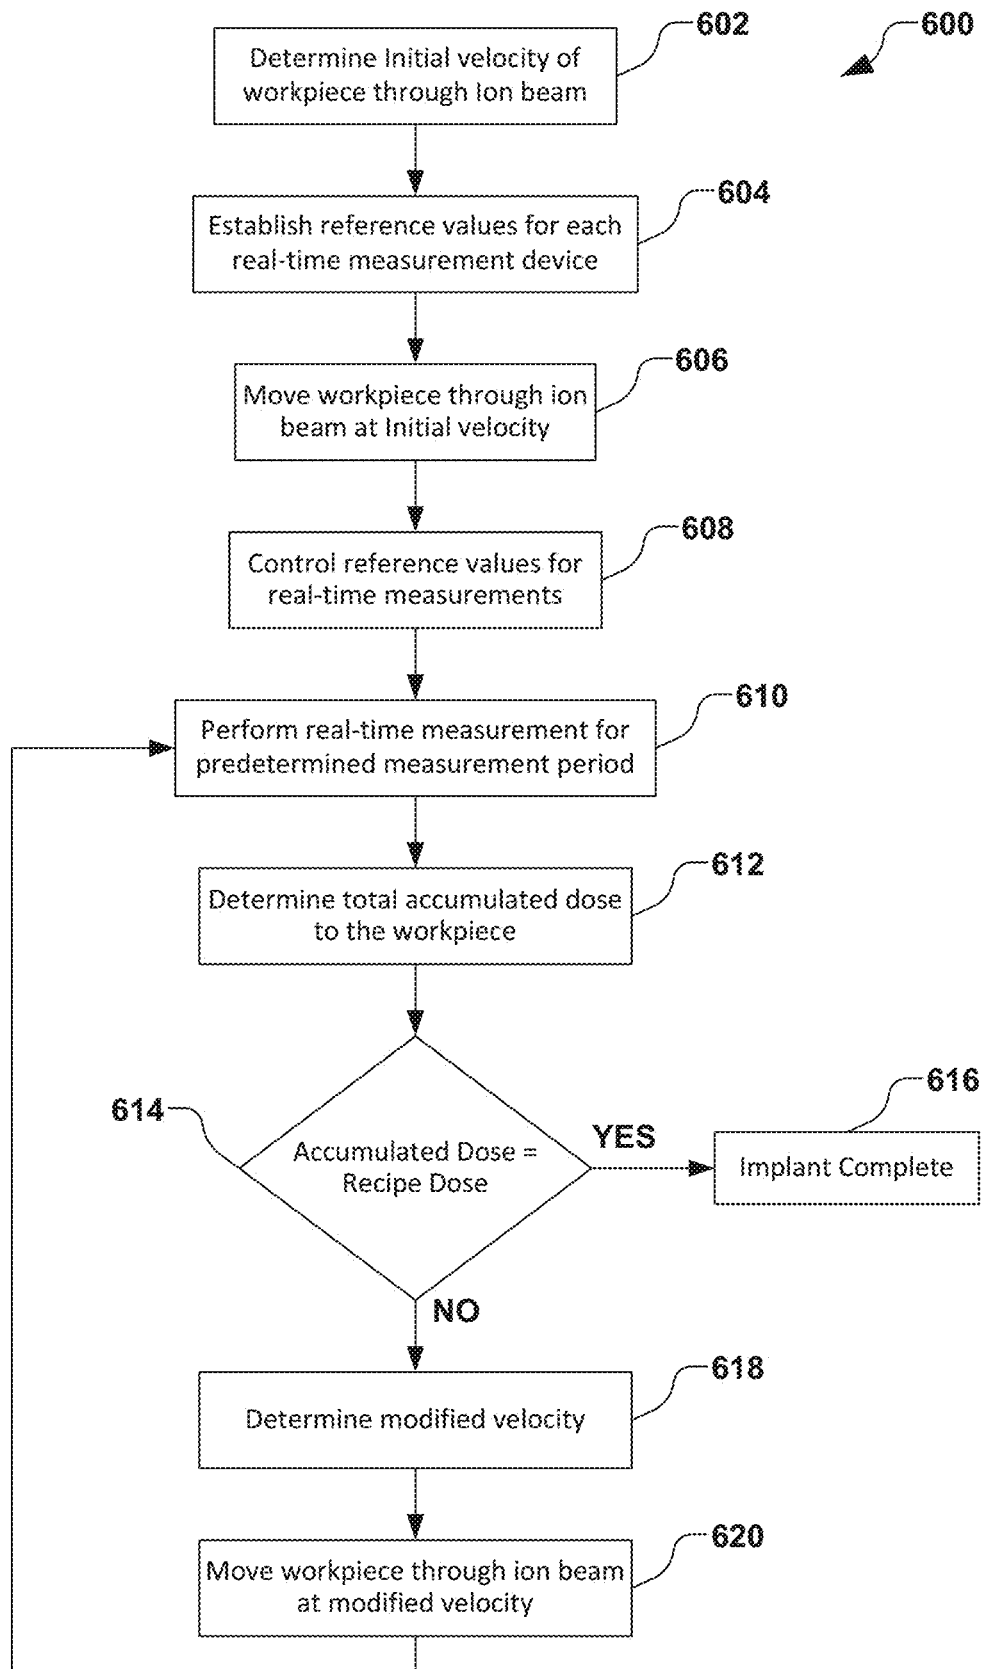 602
600
Determine Initial velocity of
workpiece through Ion beam
604
Establish reference values for each
real-time measurement device
606
Move workpiece through ion
beam at Initial velocity
608
Control reference values for
real-time measurements
610
Perform real-time measurement for
predetermined measurement period
612
Determine total accumulated dose
to the workpiece
614
Accumulated Dose =
Recipe Dose
YES
616
Implant Complete
NO
618
Determine modified velocity
620
Move workpiece through ion beam
at modified velocity